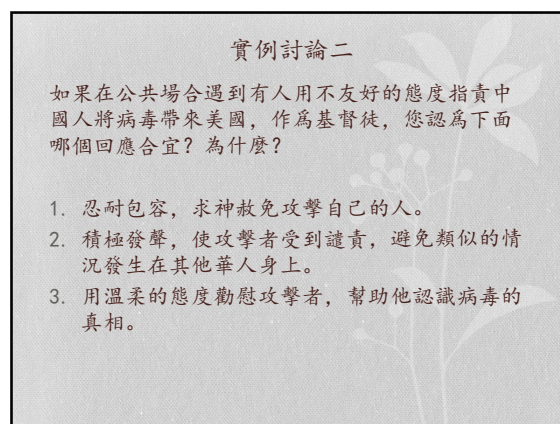 實例討論二
如果在公共場合遇到有人用不友好的態度指責中
國人將病毒帶來美國，作為基督徒，您認為下面
哪個回應合宜？為什麼？
1. 忍耐包容，求神赦免攻擊自己的人。
2. 積極發聲，使攻擊者受到譴責，避免類似的情
況發生在其他華人身上。
3. 用溫柔的態度勸慰攻擊者，幫助他認識病毒的
真相。